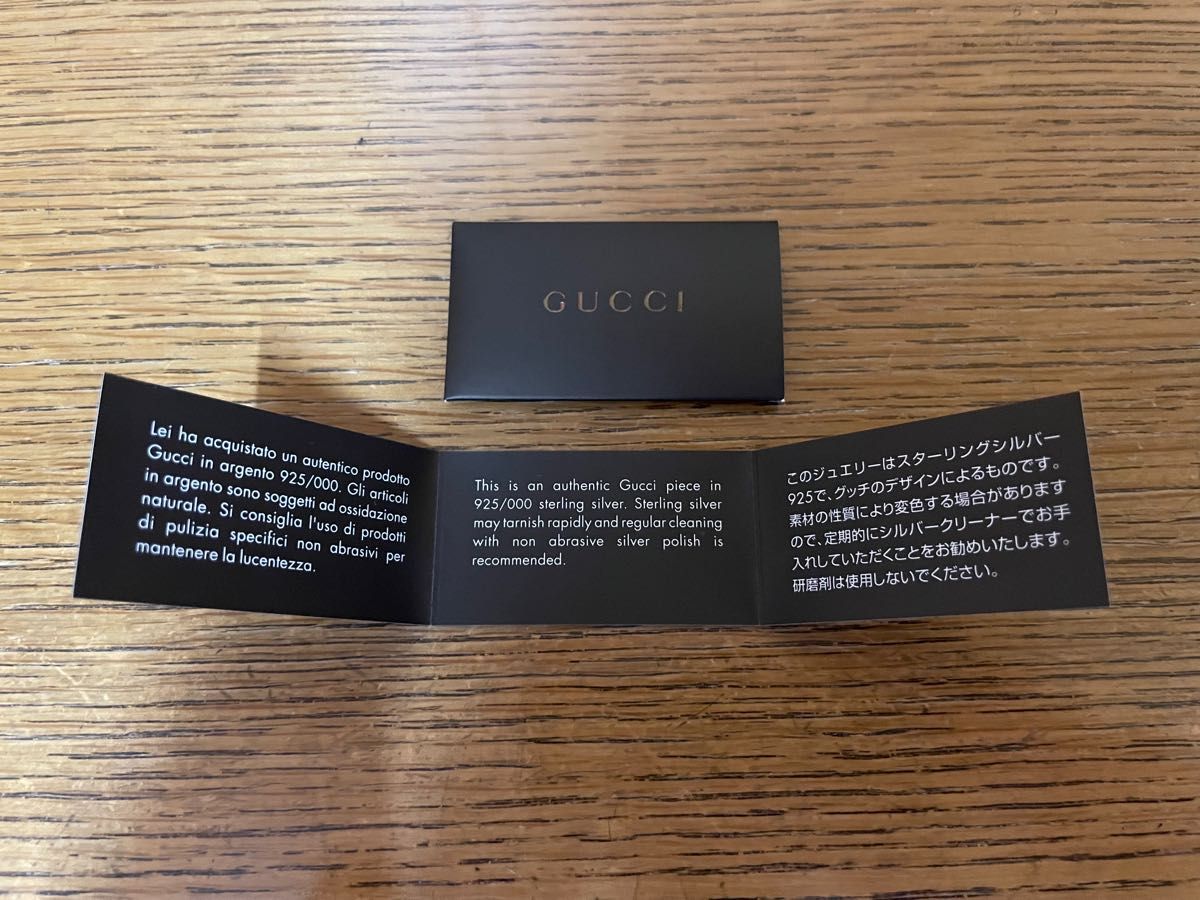 GUCCI
Lei ha acquistato un autentico prodotto
Gucci in argento 925/000. Gli articoli
in argento sono soggetti ad ossidazione
naturale. Si consiglia l'uso di prodotti
di pulizia specifici non abrasivi per
mantenere la lucentezza.
This is an authentic Gucci piece in
925/000 sterling silver. Sterling silver
may tarnish rapidly and regular cleaning
with non abrasive silver polish is
recommended.
このジュエリーはスターリングシルバー
925で、グッチのデザインによるものです。
素材の性質により変色する場合があります
ので、定期的にシルバークリーナーでお手
入れしていただくことをお勧めいたします。
研磨剤は使用しないでください。